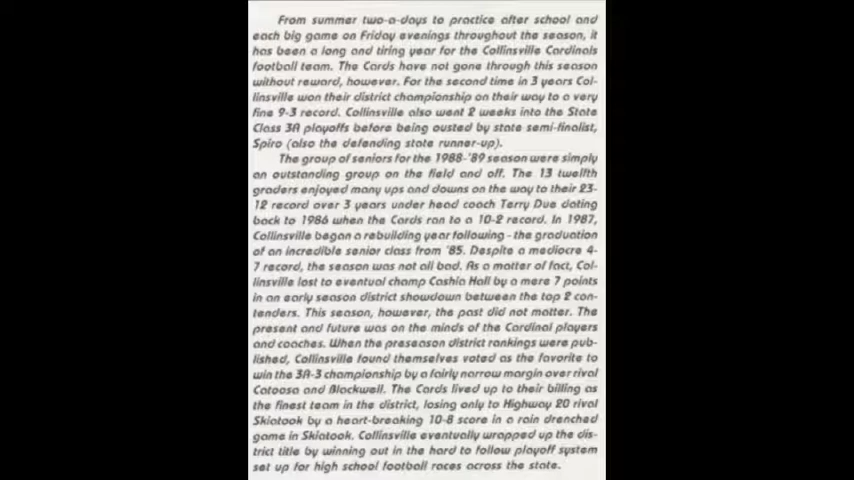 From summer two-a-days to practice after school and
each big game on Friday evenings throughout the season, it
has been a long and tiring year for the Collinsville Cardinals
football team. The Cards have not gone through this season
without reward, however. For the second time in 3 years Col-
linsville won their district championship on their way to a very
fine 9-3 record. Collinsville also went 2 weeks into the State
Class 3A playoffs before being ousted by state semi-finalist,
Spiro (also the defending state runner-up).
The group of seniors for the 1988-'89 season were simply
an outstanding group on the field and off. The 13 twelfth
graders enjoyed many ups and downs on the way to their 23-
12 record over 3 years under head coach Terry Due dating
back to 1986 when the Cards ran to a 10-2 record. In 1987,
Collinsville began a rebuilding year following - the graduation
of an incredible senior class from '85. Despite a mediocre 4-
7 record, the season was not all bad. As a matter of fact, Col-
linsville lost to eventual champ Cashia Hall by a mere 7 points
in an early season district showdown between the top 2 con-
tenders. This season, however, the past did not matter. The
present and future was on the minds of the Cardinal players
and coaches. When the preseason district rankings were pub-
lished, Collinsville found themselves voted as the favorite to
win the 3A-3 championship by a fairly narrow margin over rival
Catoosa and Blackwell. The Cards lived up to their billing as
the finest team in the district, losing only to Highway 20 rival
Skiatook by a heart-breaking 10-8 score in a rain drenched
game in Skiatook. Collinsville eventually wrapped up the dis-
trict title by winning out in the hard to follow playoff system
set up for high school football races across the state.